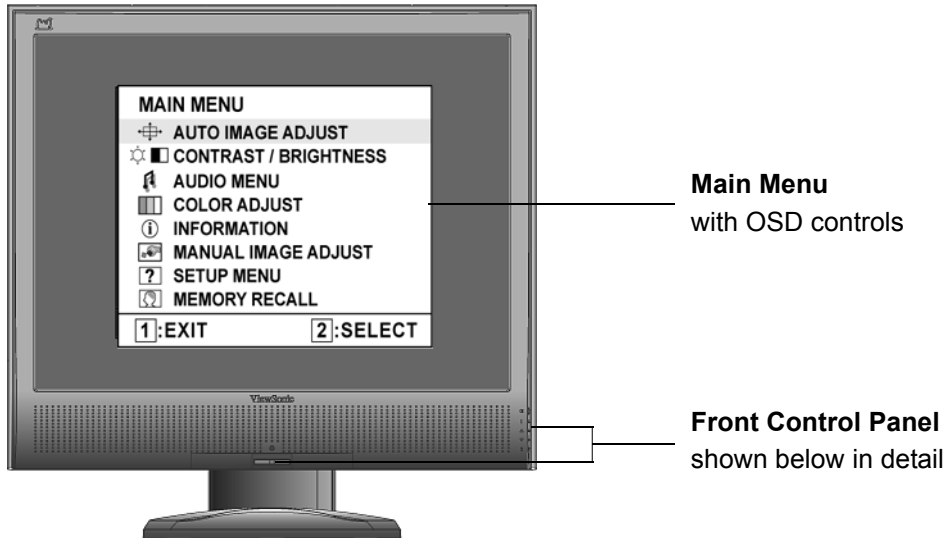 MAIN MENU
AUTO IMAGE ADJUST
CONTRAST / BRIGHTNESS
AUDIO MENU
COLOR ADJUST
INFORMATION
MANUAL IMAGE ADJUST
? SETUP MENU
MEMORY RECALL
1:EXIT 2:SELECT
ViewSonic
Main Menu
with OSD controls
Front Control Panel
shown below in detail